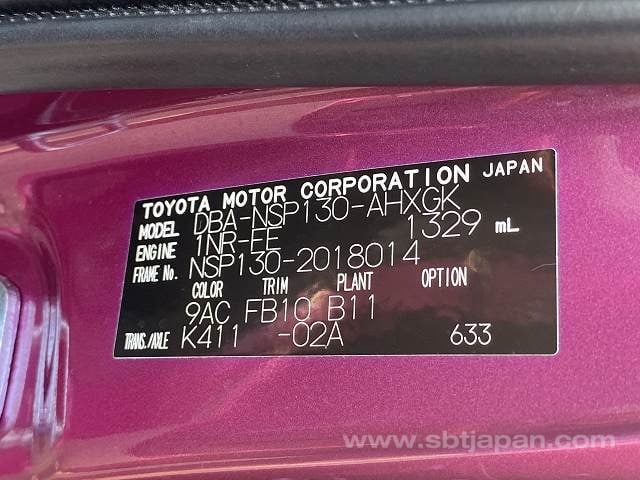 TOYOTA MOTOR CORPORATION JAPAN
MODEL DBA-NSP130-AHXGK
ENGINE 1NR-FE 1329 mL
FRAME No. NSP130-2018014
COLOR TRIM PLANT OPTION
9AC FB10 B11
TRANS./AXLE K411 -02A 633
www.sbtjapan.com